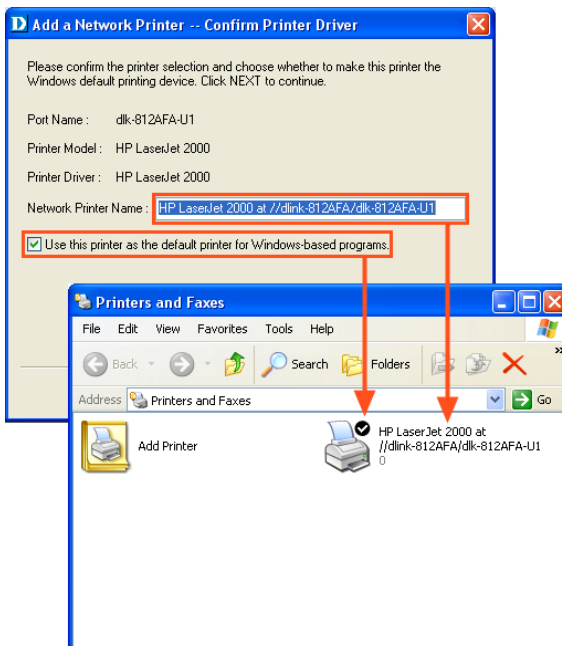 D Add a Network Printer -- Confirm Printer Driver
Please confirm the printer selection and choose whether to make this printer the
Windows default printing device. Click NEXT to continue.
Port Name : dlk-812AFA-U1
Printer Model : HP LaserJet 2000
Printer Driver : HP LaserJet 2000
Network Printer Name : HP LaserJet 2000 at //dlink-812AFA/dlk-812AFA-U1
Use this printer as the default printer for Windows-based programs.
Printers and Faxes
File Edit View Favorites Tools Help
Back Search Folders »
Address Printers and Faxes Go
Add Printer
HP LaserJet 2000 at
//dlink-812AFA/dlk-812AFA-U1
0